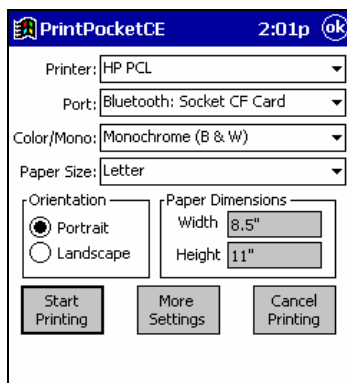 PrintPocketCE 2:01p ok
Printer: HP PCL
Port: Bluetooth: Socket CF Card
Color/Mono: Monochrome (B & W)
Paper Size: Letter
Orientation
Portrait
Landscape
Paper Dimensions
Width 8.5"
Height 11"
Start
Printing
More
Settings
Cancel
Printing